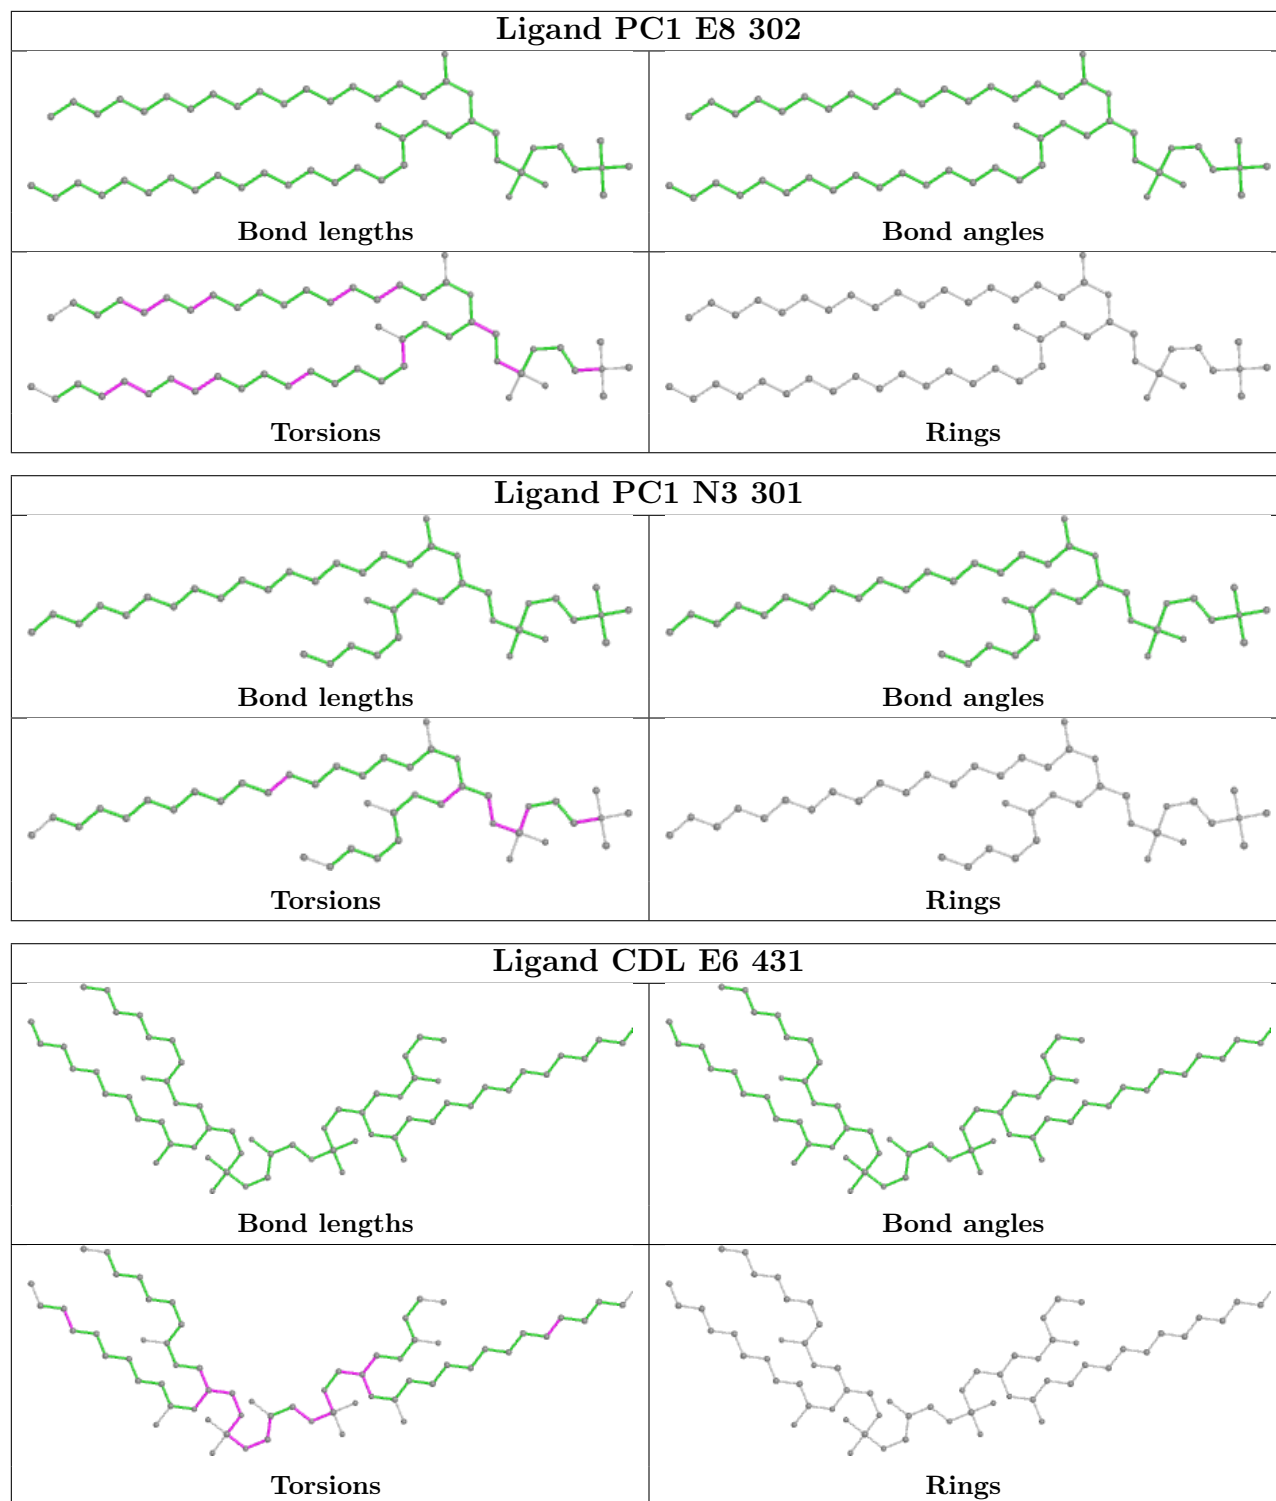 Ligand PC1 E8 302
Bond lengths
Bond angles
Torsions
Rings
Ligand PC1 N3 301
Bond lengths
Bond angles
Torsions
Rings
Ligand CDL E6 431
Bond lengths
Bond angles
Torsions
Rings